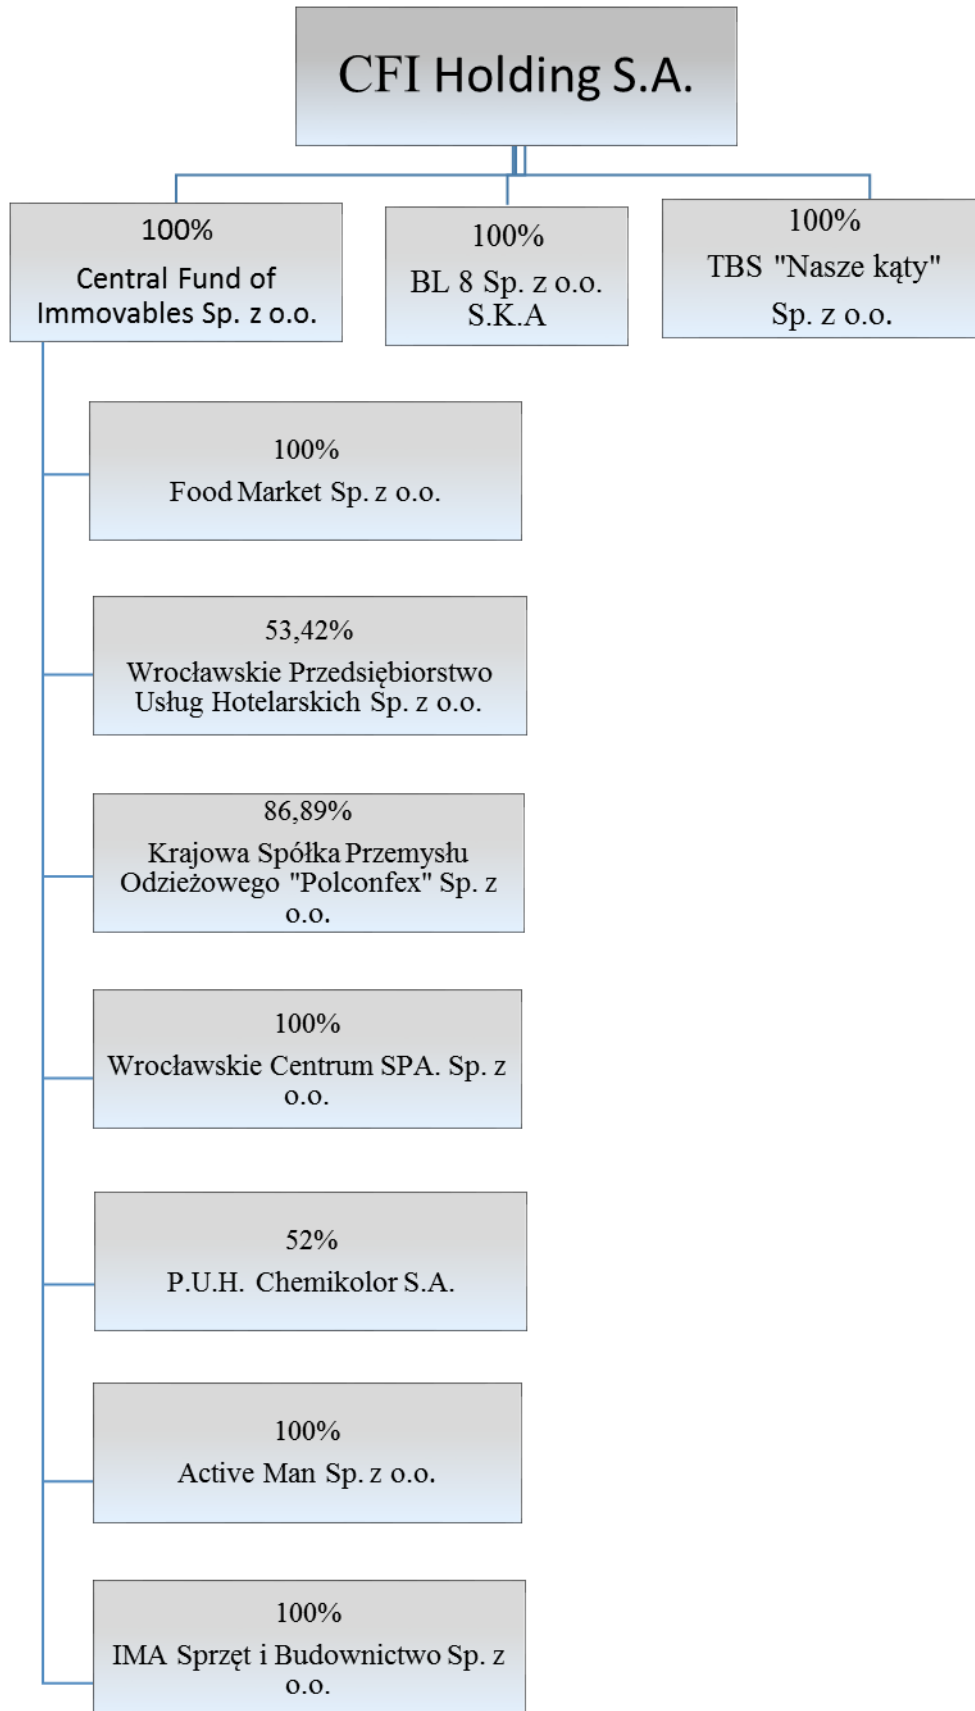 CFI Holding S.A.
100%
Central Fund of
Immovables Sp. z o.o.
100%
BL 8 Sp. z o.o.
S.K.A
100%
TBS "Nasze kąty"
Sp. z o.o.
100%
Food Market Sp. z o.o.
53,42%
Wrocławskie Przedsiębiorstwo
Usług Hotelarskich Sp. z o.o.
86,89%
Krajowa Spółka Przemysłu
Odzieżowego "Polconfex" Sp. z
o.o.
100%
Wrocławskie Centrum SPA. Sp. z
o.o.
52%
P.U.H. Chemikolor S.A.
100%
Active Man Sp. z o.o.
100%
IMA Sprzęt i Budownictwo Sp. z
o.o.